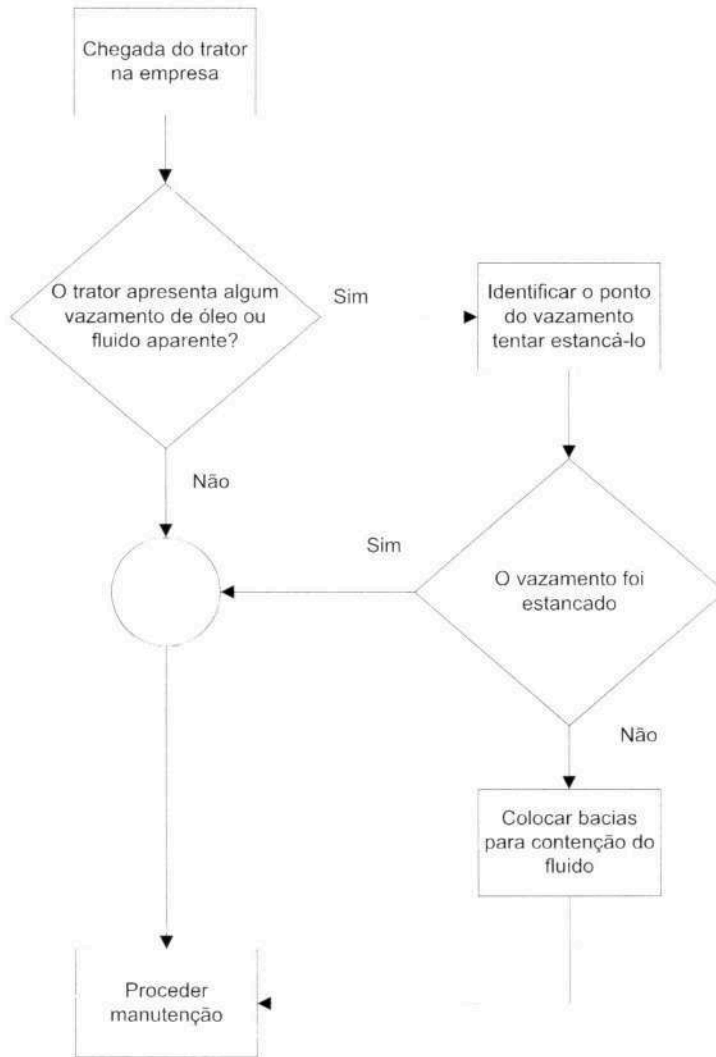 Chegada do trator
na empresa
O trator apresenta algum
vazamento de óleo ou
fluido aparente?
Sim
Identificar o ponto
do vazamento
tentar estancá-lo
Não
Sim
O vazamento foi
estancado
Não
Colocar bacias
para contenção do
fluido
Proceder
manutenção